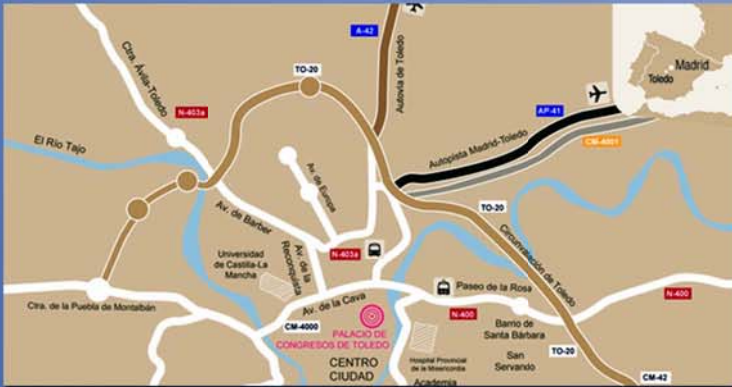 A-42
Autovía de Toledo
Madrid
Toledo
Ctra. Ávila-Toledo
TO-20
N-403a
AP-41
Autopista Madrid-Toledo
CM-4001
El Río Tajo
Av. de Europa
Av. de Barber
TO-20
Circunvalación de Toledo
Universidad
de Castilla-La
Mancha
Av. de la
Reconquista
N-403a
Paseo de la Rosa
Ctra. de la Puebla de Montalbán
Av. de la Cava
CM-4000
PALACIO DE
CONGRESOS DE TOLEDO
N-400
N-400
Barrio de
Santa Bárbara
CENTRO
CIUDAD
Hospital Provincial
de la Misericordia
Academia
San
Servando
TO-20
CM-42